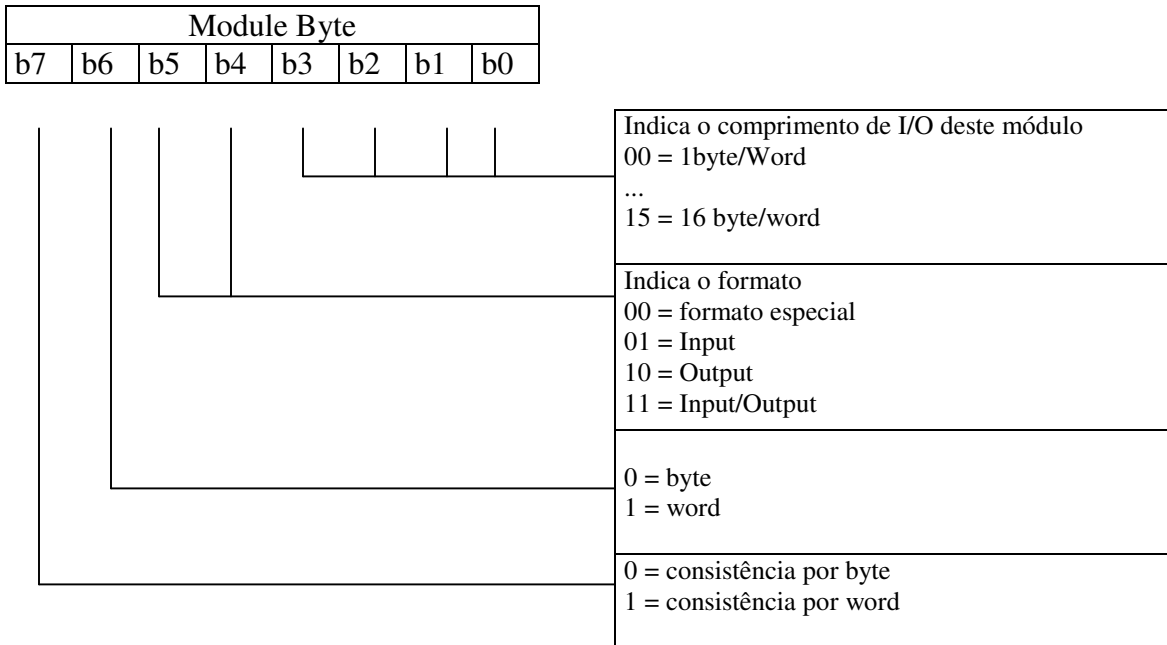 Module Byte
b7 b6 b5 b4 b3 b2 b1 b0
Indica o comprimento de I/O deste módulo
00 = 1byte/Word
...
15 = 16 byte/word
Indica o formato
00 = formato especial
01 = Input
10 = Output
11 = Input/Output
0 = byte
1 = word
0 = consistência por byte
1 = consistência por word